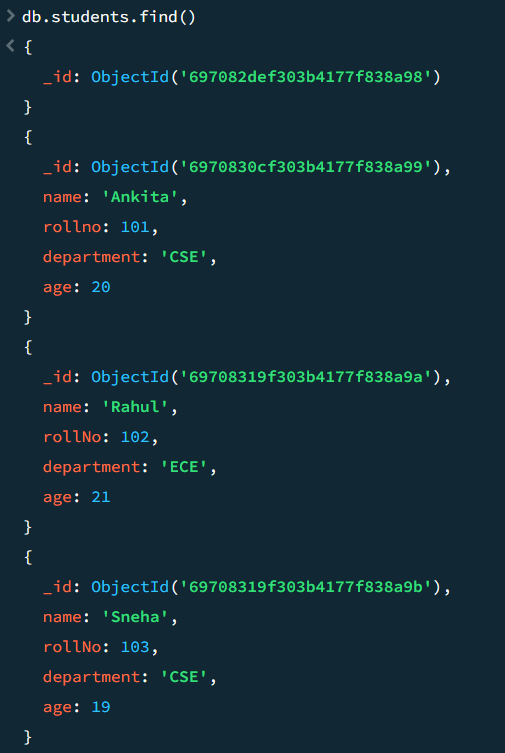 > db.students.find()
< {
_id: ObjectId('697082def303b4177f838a98')
}
{
_id: ObjectId('6970830cf303b4177f838a99'),
name: 'Ankita',
rollno: 101,
department: 'CSE',
age: 20
}
{
_id: ObjectId('69708319f303b4177f838a9a'),
name: 'Rahul',
rollNo: 102,
department: 'ECE',
age: 21
}
{
_id: ObjectId('69708319f303b4177f838a9b'),
name: 'Sneha',
rollNo: 103,
department: 'CSE',
age: 19
}